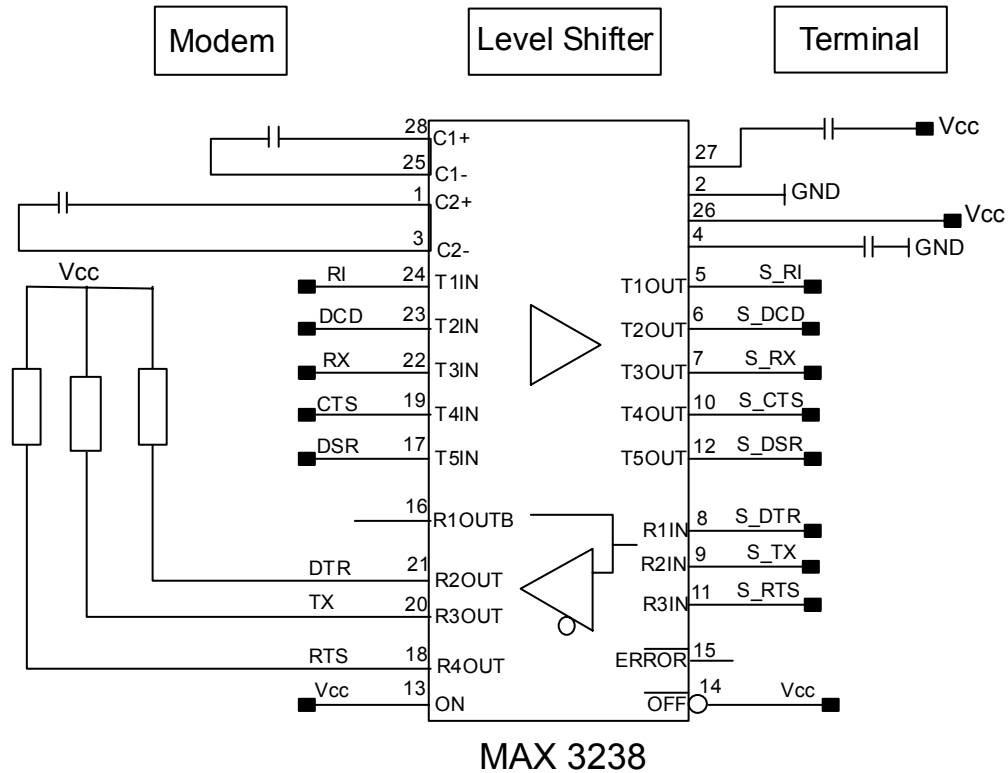 Modem
Level Shifter
Terminal
28
C1+
25
C1-
1
C2+
3
C2-
27
Vcc
2
GND
26
Vcc
4
GND
Vcc
RI
24
T1IN
T1OUT
5
S_RI
DCD
23
T2IN
T2OUT
6
S_DCD
RX
22
T3IN
T3OUT
7
S_RX
CTS
19
T4IN
T4OUT
10
S_CTS
DSR
17
T5IN
T5OUT
12
S_DSR
16
R1OUTB
R1IN
8
S_DTR
DTR
21
R2OUT
R2IN
9
S_TX
TX
20
R3OUT
R3IN
11
S_RTS
RTS
18
R4OUT
ERROR
15
Vcc
13
ON
OFF
14
Vcc
MAX 3238